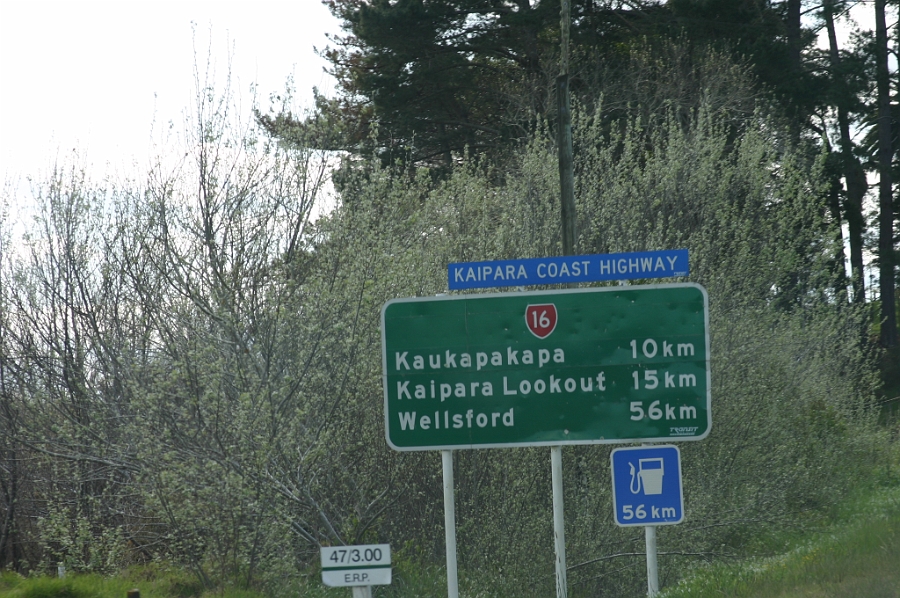 KAIPARA COAST HIGHWAY
16
Kaukapakapa 10km
Kaipara Lookout 15km
Wellsford 56km
56 km
47/3.00
E.R.P.